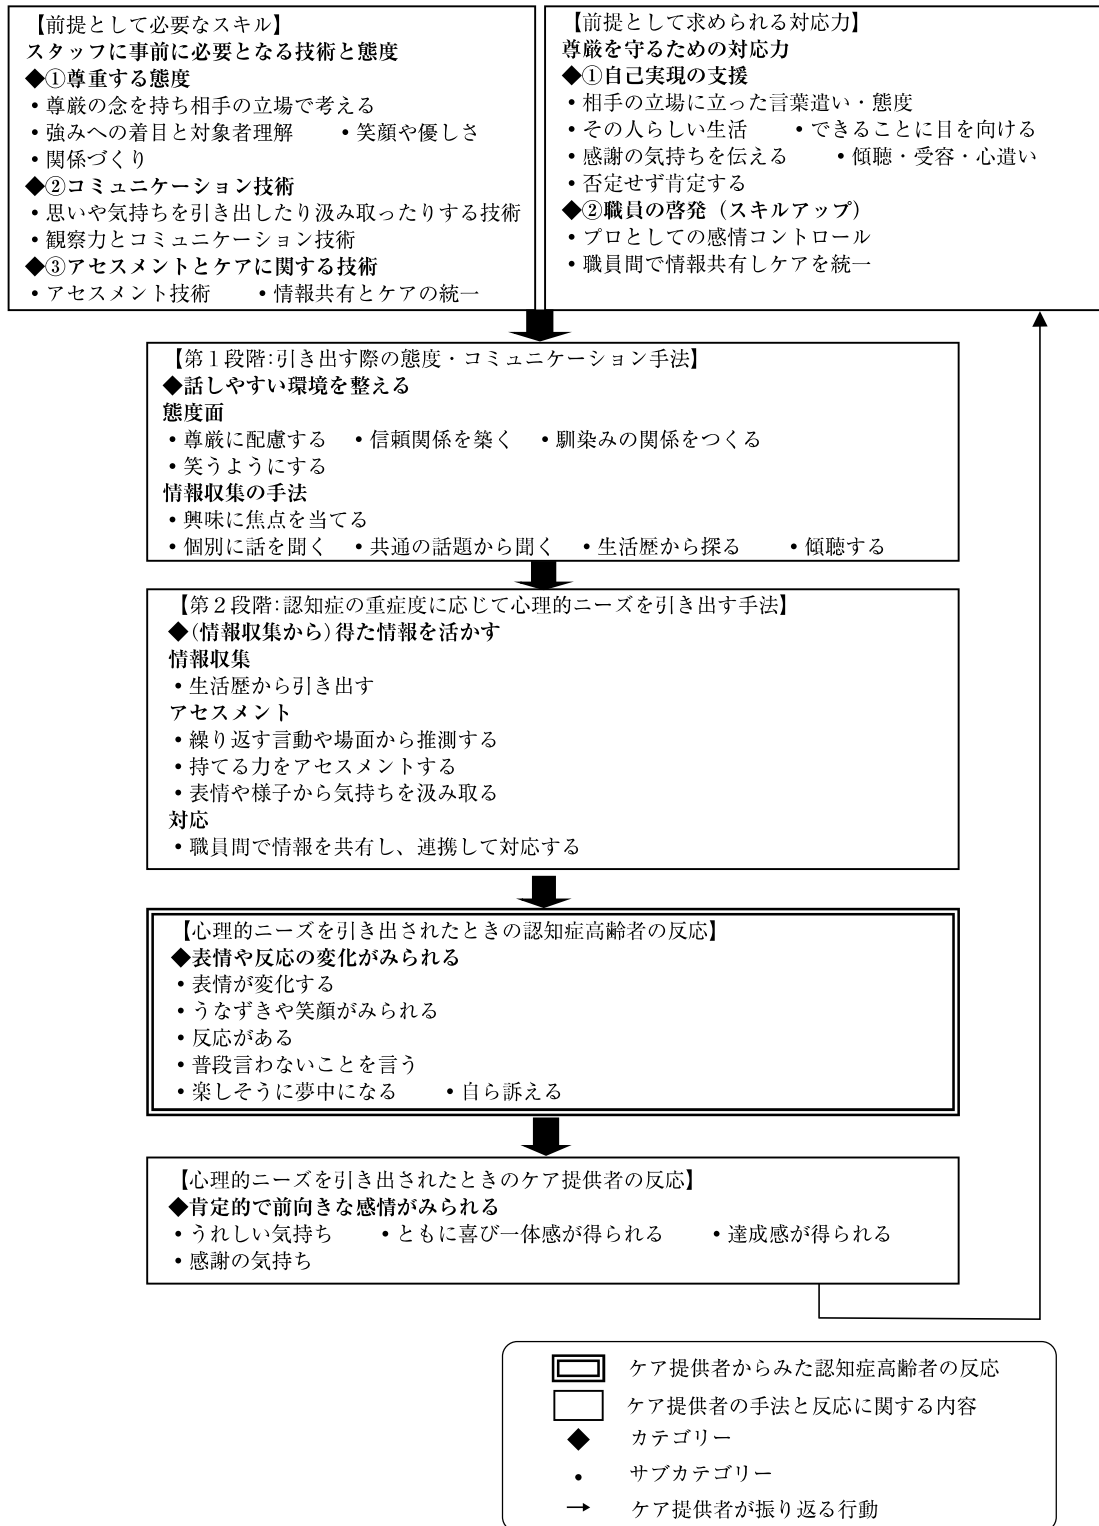 【前提として必要なスキル】
スタッフに事前に必要となる技術と態度
◆①尊重する態度
・尊厳の念を持ち相手の立場で考える
・強みへの着目と対象者理解　・笑顔や優しさ
・関係づくり
◆②コミュニケーション技術
・思いや気持ちを引き出したり汲み取ったりする技術
・観察力とコミュニケーション技術
◆③アセスメントとケアに関する技術
・アセスメント技術　・情報共有とケアの統一
【前提として求められる対応力】
尊厳を守るための対応力
◆①自己実現の支援
・相手の立場に立った言葉遣い・態度
・その人らしい生活　・できることに目を向ける
・感謝の気持ちを伝える　・傾聴・受容・心遣い
・否定せず肯定する
◆②職員の啓発（スキルアップ）
・プロとしての感情コントロール
・職員間で情報共有しケアを統一
【第１段階:引き出す際の態度・コミュニケーション手法】
◆話しやすい環境を整える
態度面
・尊厳に配慮する　・信頼関係を築く　・馴染みの関係をつくる
・笑うようにする
情報収集の手法
・興味に焦点を当てる
・個別に話を聞く　・共通の話題から聞く　・生活歴から探る　・傾聴する
【第２段階:認知症の重症度に応じて心理的ニーズを引き出す手法】
◆(情報収集から)得た情報を活かす
情報収集
・生活歴から引き出す
アセスメント
・繰り返す言動や場面から推測する
・持てる力をアセスメントする
・表情や様子から気持ちを汲み取る
対応
・職員間で情報を共有し、連携して対応する
【心理的ニーズを引き出されたときの認知症高齢者の反応】
◆表情や反応の変化がみられる
・表情が変化する
・うなずきや笑顔がみられる
・反応がある
・普段言わないことを言う
・楽しそうに夢中になる　・自ら訴える
【心理的ニーズを引き出されたときのケア提供者の反応】
◆肯定的で前向きな感情がみられる
・うれしい気持ち　・ともに喜び一体感が得られる　・達成感が得られる
・感謝の気持ち
ケア提供者からみた認知症高齢者の反応
ケア提供者の手法と反応に関する内容
◆ カテゴリー
・ サブカテゴリー
→ ケア提供者が振り返る行動